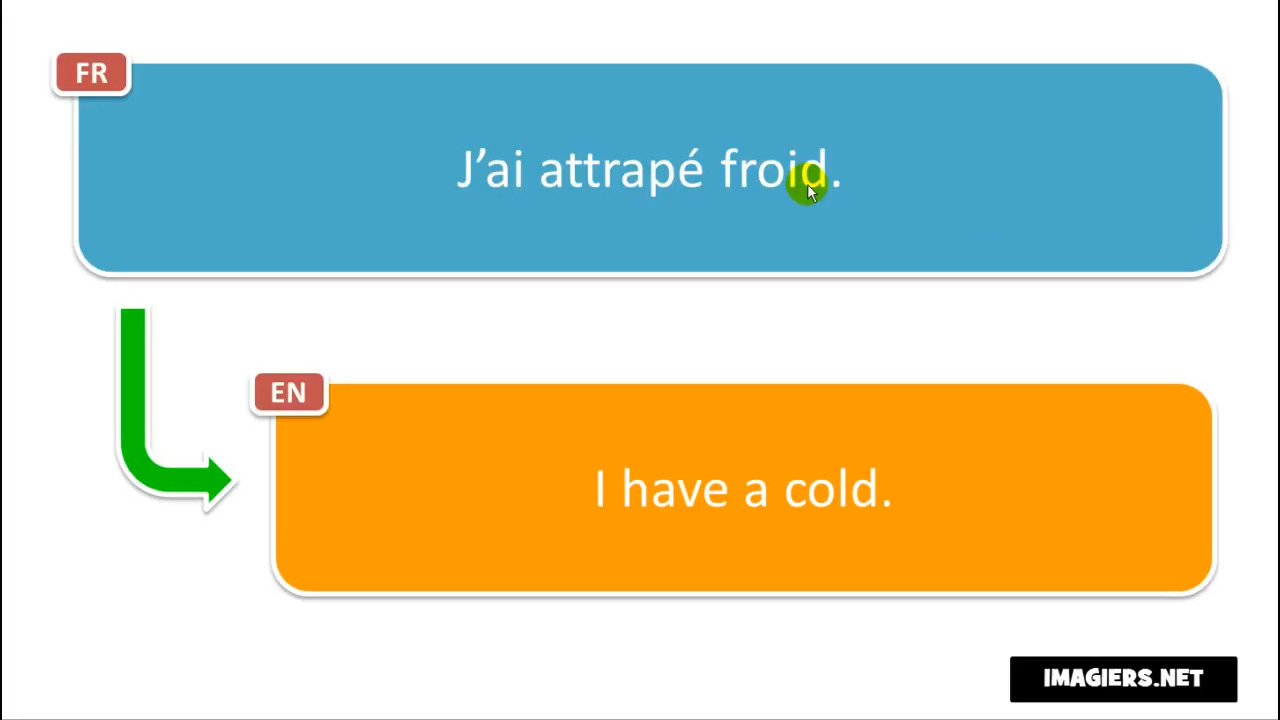 FR
J’ai attrapé froid.
EN
I have a cold.
IMAGIERS.NET